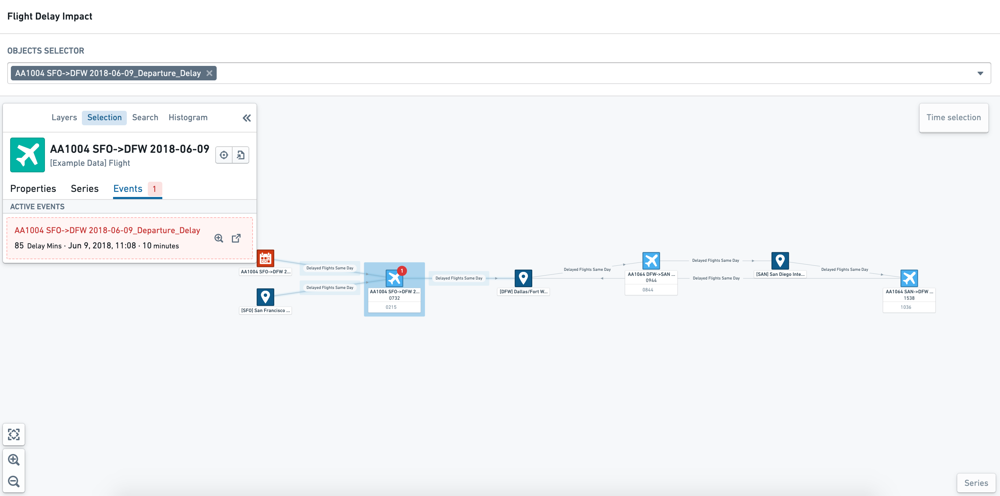 Flight Delay Impact
OBJECTS SELECTOR
AA1004 SFO->DFW 2018-06-09_Departure_Delay
Layers Selection Search Histogram
Time selection
AA1004 SFO->DFW 2018-06-09
[Example Data] Flight
Properties Series Events 1
ACTIVE EVENTS
AA1004 SFO->DFW 2018-06-09_Departure_Delay
85 Delay Mins · Jun 9, 2018, 11:08 · 10 minutes
AA1004 SFO->DFW 2...
Delayed Flights Same Day
[SFO] San Francisco ...
Delayed Flights Same Day
1
AA1004 SFO->DFW 2...
0732
0215
Delayed Flights Same Day
[DFW] Dallas/Fort W...
Delayed Flights Same Day
AA1064 DFW->SAN ...
0944
0844
Delayed Flights Same Day
Delayed Flights Same Day
[SAN] San Diego Inte...
Delayed Flights Same Day
AA1064 SAN->DFW ...
1538
1036
Series